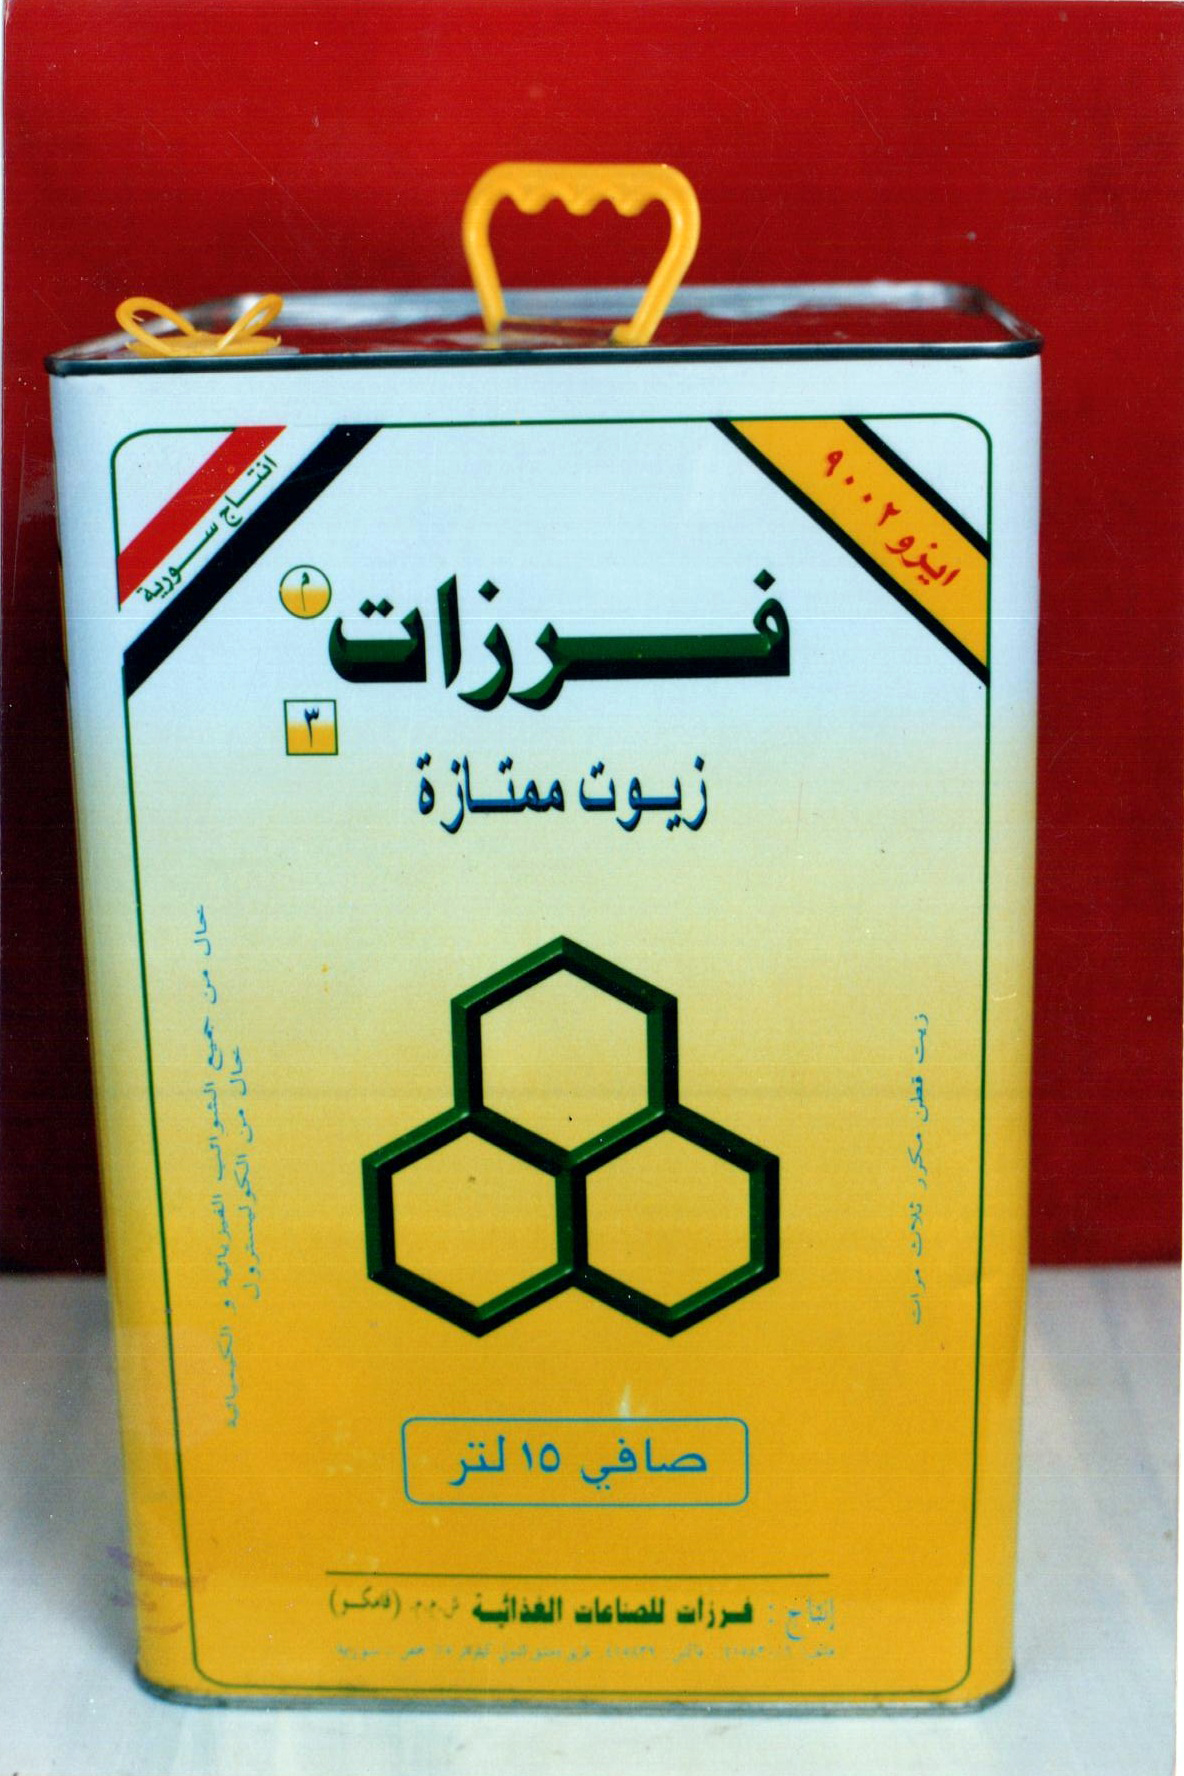 انتاج سورية
ايزو ٩٠٠٢
فرزات
م
٣
زيوت ممتازة
زيت قطن مكرر ثلاث مرات
خال من جميع الشوائب الفيزيائية و الكيميائية
خال من الكوليسترول
صافي ١٥ لتر
إنتاج : فرزات للصناعات الغذائية ش.م.م. (فامكو)